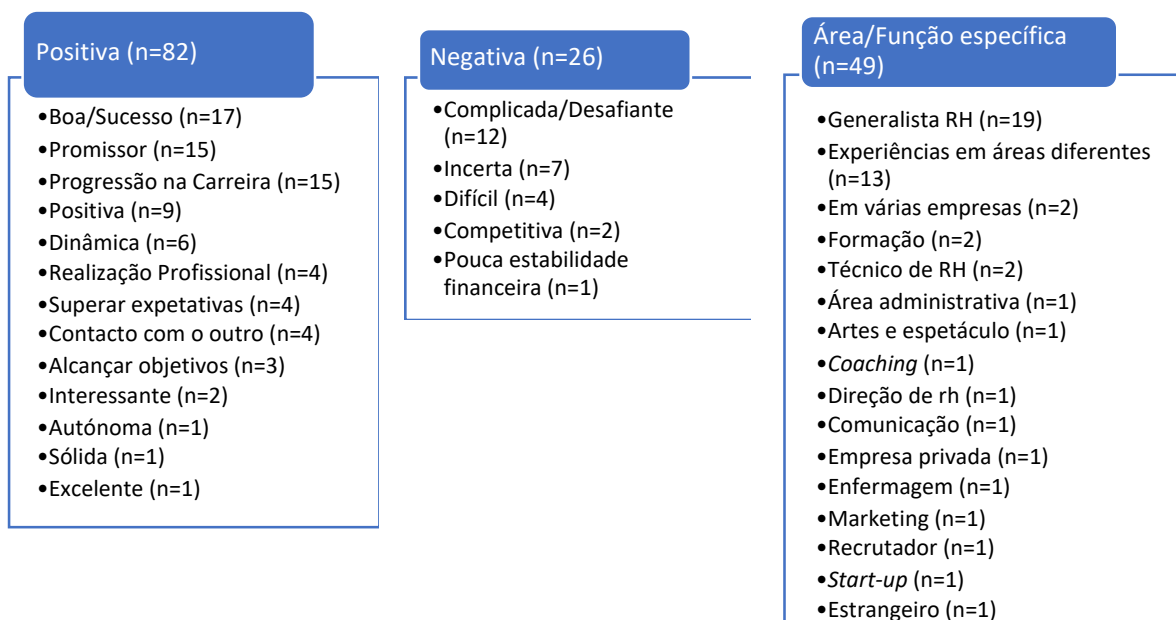 Positiva (n=82)
•Boa/Sucesso (n=17)
•Promissor (n=15)
•Progressão na Carreira (n=15)
•Positiva (n=9)
•Dinâmica (n=6)
•Realização Profissional (n=4)
•Superar expetativas (n=4)
•Contacto com o outro (n=4)
•Alcançar objetivos (n=3)
•Interessante (n=2)
•Autónoma (n=1)
•Sólida (n=1)
•Excelente (n=1)
Negativa (n=26)
•Complicada/Desafiante
(n=12)
•Incerta (n=7)
•Difícil (n=4)
•Competitiva (n=2)
•Pouca estabilidade
financeira (n=1)
Área/Função específica
(n=49)
•Generalista RH (n=19)
•Experiências em áreas diferentes
(n=13)
•Em várias empresas (n=2)
•Formação (n=2)
•Técnico de RH (n=2)
•Área administrativa (n=1)
•Artes e espetáculo (n=1)
•Coaching (n=1)
•Direção de rh (n=1)
•Comunicação (n=1)
•Empresa privada (n=1)
•Enfermagem (n=1)
•Marketing (n=1)
•Recrutador (n=1)
•Start-up (n=1)
•Estrangeiro (n=1)